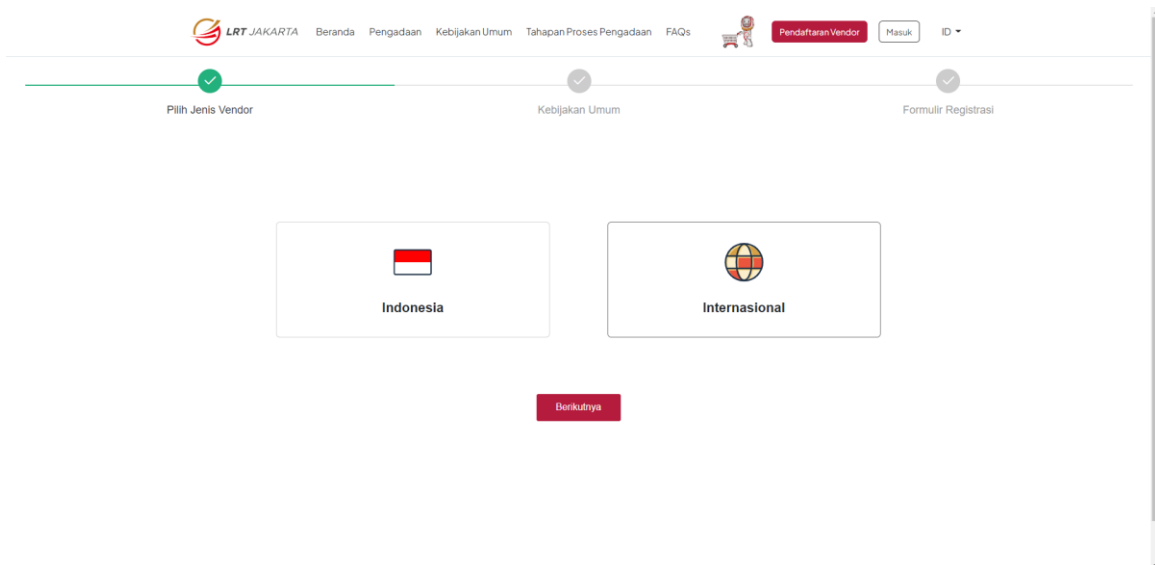 LRT JAKARTA Beranda Pengadaan Kebijakan Umum Tahapan Proses Pengadaan FAQs Pendaftaran Vendor Masuk ID
Pilih Jenis Vendor Kebijakan Umum Formulir Registrasi
Indonesia Internasional
Berikutnya